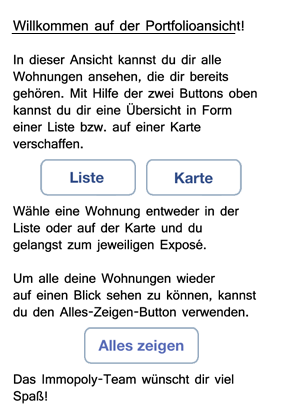 Willkommen auf der Portfolioansicht!
In dieser Ansicht kannst du dir alle
Wohnungen ansehen, die dir bereits
gehören. Mit Hilfe der zwei Buttons oben
kannst du dir eine Übersicht in Form
einer Liste bzw. auf einer Karte
verschaffen.
Liste Karte
Wähle eine Wohnung entweder in der
Liste oder auf der Karte und du
gelangst zum jeweiligen Exposé.
Um alle deine Wohnungen wieder
auf einen Blick sehen zu können, kannst
du den Alles-Zeigen-Button verwenden.
Alles zeigen
Das Immopoly-Team wünscht dir viel
Spaß!